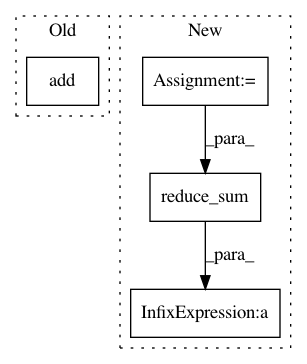 Old
New
add
Assignment:=
_para_
reduce_sum
_para_
InfixExpression:a